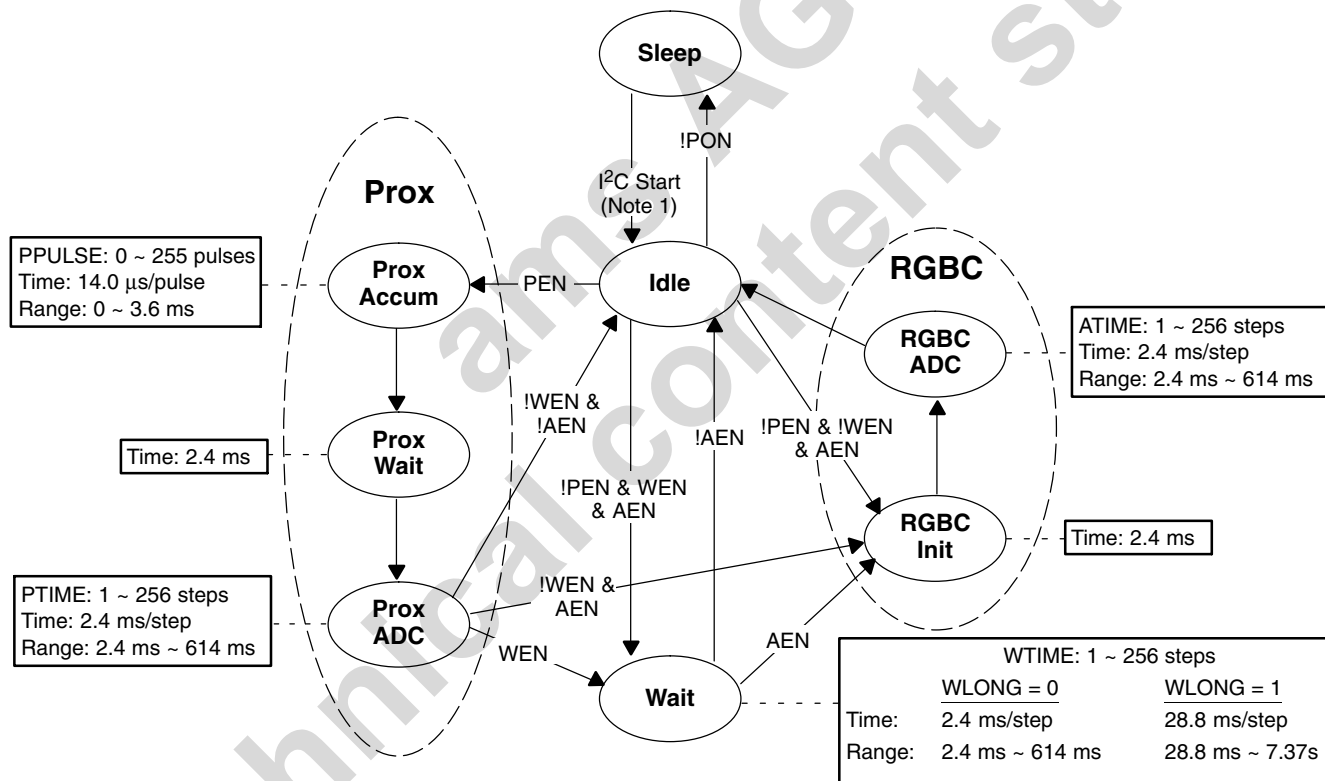 Sleep
!PON
I²C Start
(Note 1)
Prox
PPULSE: 0 ~ 255 pulses
Time: 14.0 μs/pulse
Range: 0 ~ 3.6 ms
Prox
Accum
PEN
Idle
RGBC
RGBC
ADC
ATIME: 1 ~ 256 steps
Time: 2.4 ms/step
Range: 2.4 ms ~ 614 ms
!WEN &
!AEN
!AEN
!PEN & !WEN
& AEN
Time: 2.4 ms
Prox
Wait
!PEN & WEN
& AEN
RGBC
Init
Time: 2.4 ms
PTIME: 1 ~ 256 steps
Time: 2.4 ms/step
Range: 2.4 ms ~ 614 ms
Prox
ADC
!WEN &
AEN
WEN
AEN
Wait
WTIME: 1 ~ 256 steps
WLONG = 0 WLONG = 1
Time: 2.4 ms/step 28.8 ms/step
Range: 2.4 ms ~ 614 ms 28.8 ms ~ 7.37s
ams AG
hnical content st